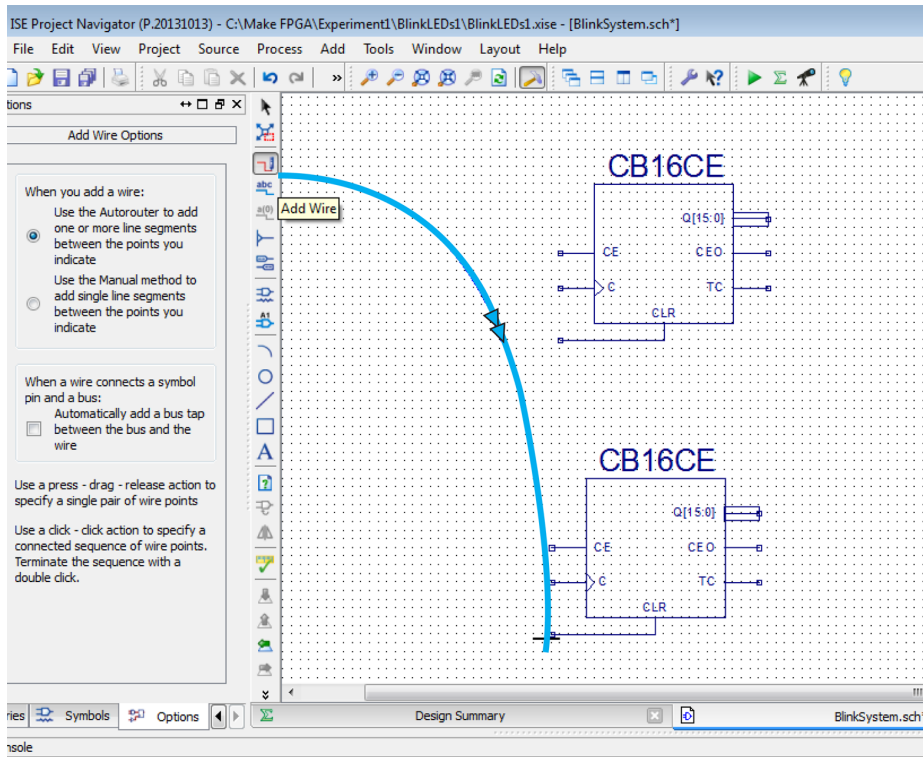 ISE Project Navigator (P.20131013) - C:\Make FPGA\Experiment1\BlinkLEDs1\BlinkLEDs1.xise - [BlinkSystem.sch*]
File Edit View Project Source Process Add Tools Window Layout Help
tions
Add Wire Options
When you add a wire:
Use the Autorouter to add
one or more line segments
between the points you
indicate
Use the Manual method to
add single line segments
between the points you
indicate
When a wire connects a symbol
pin and a bus:
Automatically add a bus tap
between the bus and the
wire
Use a press - drag - release action to
specify a single pair of wire points
Use a click - click action to specify a
connected sequence of wire points.
Terminate the sequence with a
double click.
abc
a(0)
Add Wire
A1
A
CB16CE
Q[15:0]
CE CEO
C TC
CLR
CB16CE
Q[15:0]
CE CEO
C TC
CLR
ries Symbols Options
Design Summary
BlinkSystem.sch*
nsole